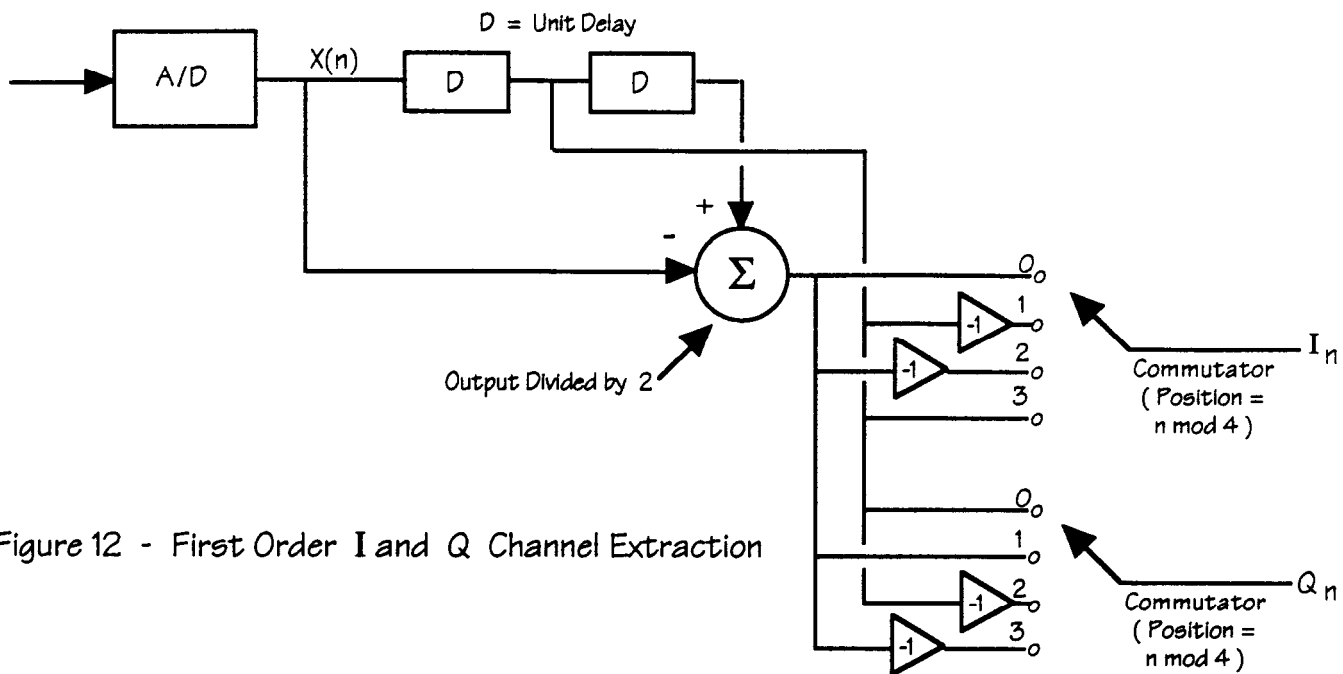 D = Unit Delay
A/D
X(n)
D
D
+
-
Σ
Output Divided by 2
0
-1
1
-1
2
3
I n
Commutator
( Position =
n mod 4 )
0
1
-1
2
-1
3
Q n
Commutator
( Position =
n mod 4 )
Figure 12 - First Order I and Q Channel Extraction